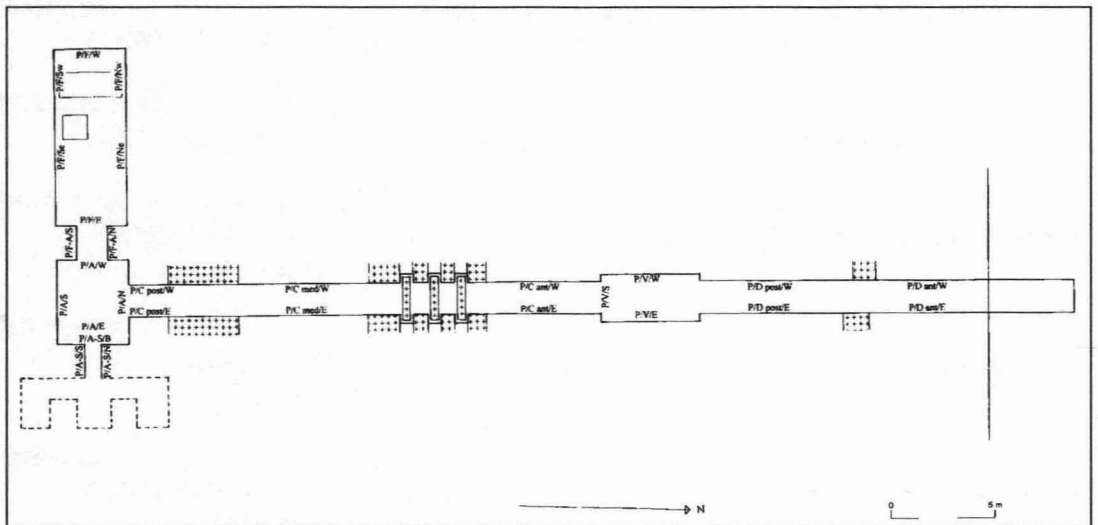 P/F/W
P/F/Sw
P/F/Nw
P/F/Se
P/F/Ne
P/F/E
P/F-A/S
P/F-A/N
P/A/W
P/A/S
P/A/N
P/A/E
P/A-S/B
P/A-S/S
P/A-S/N
P/C post/W
P/C post/E
P/C med/W
P/C med/E
P/C ant/W
P/C ant/E
P/V/S
P/V/W
P/V/E
P/D post/W
P/D post/E
P/D ant/W
P/D ant/E
N
0 5 m